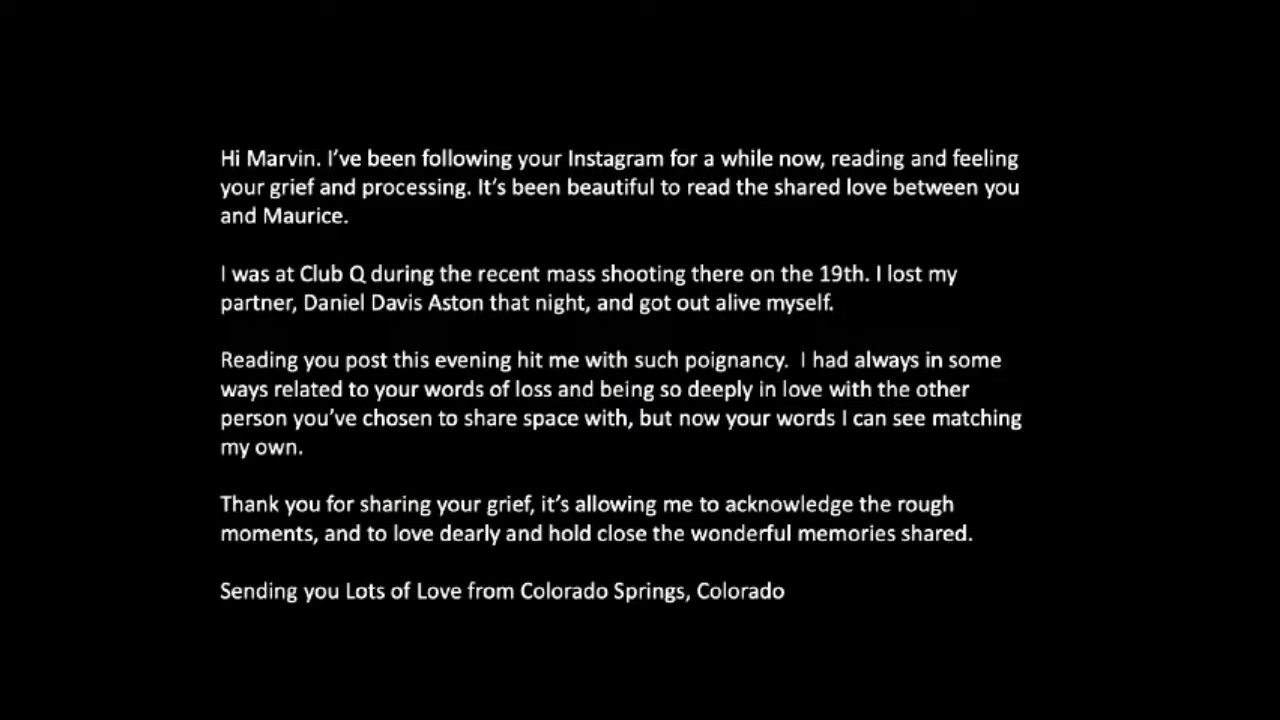 Hi Marvin. I've been following your Instagram for a while now, reading and feeling
your grief and processing. It's been beautiful to read the shared love between you
and Maurice.
I was at Club Q during the recent mass shooting there on the 19th. I lost my
partner, Daniel Davis Aston that night, and got out alive myself.
Reading you post this evening hit me with such poignancy.  I had always in some
ways related to your words of loss and being so deeply in love with the other
person you've chosen to share space with, but now your words I can see matching
my own.
Thank you for sharing your grief, it's allowing me to acknowledge the rough
moments, and to love dearly and hold close the wonderful memories shared.
Sending you Lots of Love from Colorado Springs, Colorado